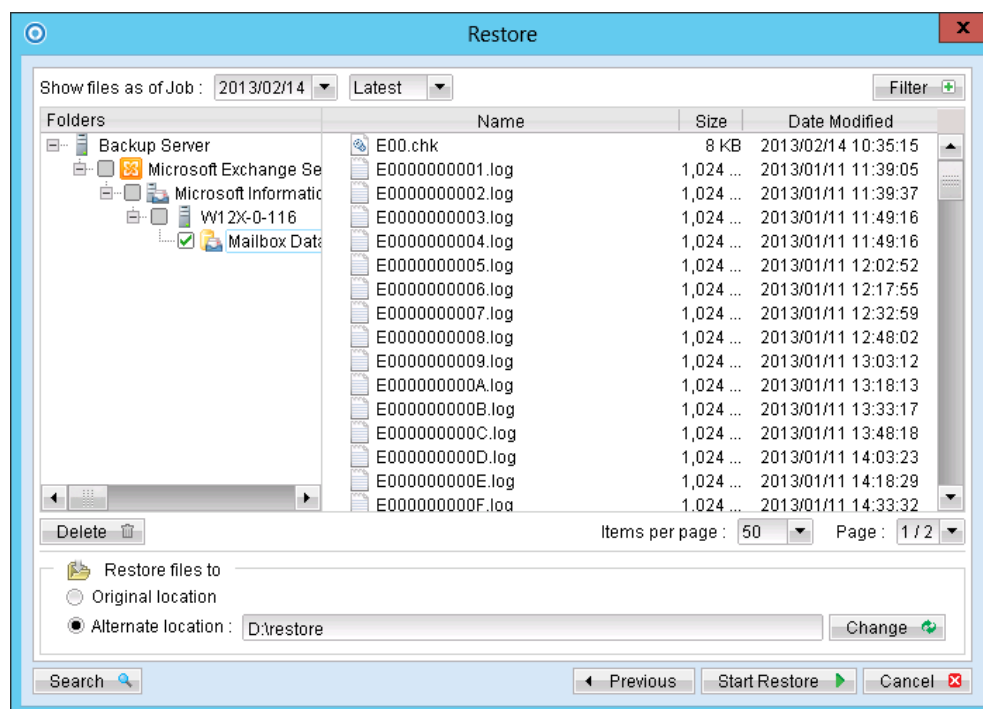 Restore
x
Show files as of Job : 2013/02/14 Latest Filter
Folders Name Size Date Modified
Backup Server
Microsoft Exchange Se
Microsoft Informatic
W12X-0-116
Mailbox Data
E00.chk 8 KB 2013/02/14 10:35:15
E0000000001.log 1,024 ... 2013/01/11 11:39:05
E0000000002.log 1,024 ... 2013/01/11 11:39:37
E0000000003.log 1,024 ... 2013/01/11 11:49:16
E0000000004.log 1,024 ... 2013/01/11 11:49:16
E0000000005.log 1,024 ... 2013/01/11 12:02:52
E0000000006.log 1,024 ... 2013/01/11 12:17:55
E0000000007.log 1,024 ... 2013/01/11 12:32:59
E0000000008.log 1,024 ... 2013/01/11 12:48:02
E0000000009.log 1,024 ... 2013/01/11 13:03:12
E000000000A.log 1,024 ... 2013/01/11 13:18:13
E000000000B.log 1,024 ... 2013/01/11 13:33:17
E000000000C.log 1,024 ... 2013/01/11 13:48:18
E000000000D.log 1,024 ... 2013/01/11 14:03:23
E000000000E.log 1,024 ... 2013/01/11 14:18:29
E000000000F.log 1,024 ... 2013/01/11 14:33:32
Delete Items per page : 50 Page : 1 / 2
Restore files to
Original location
Alternate location : D:\restore Change
Search Previous Start Restore Cancel